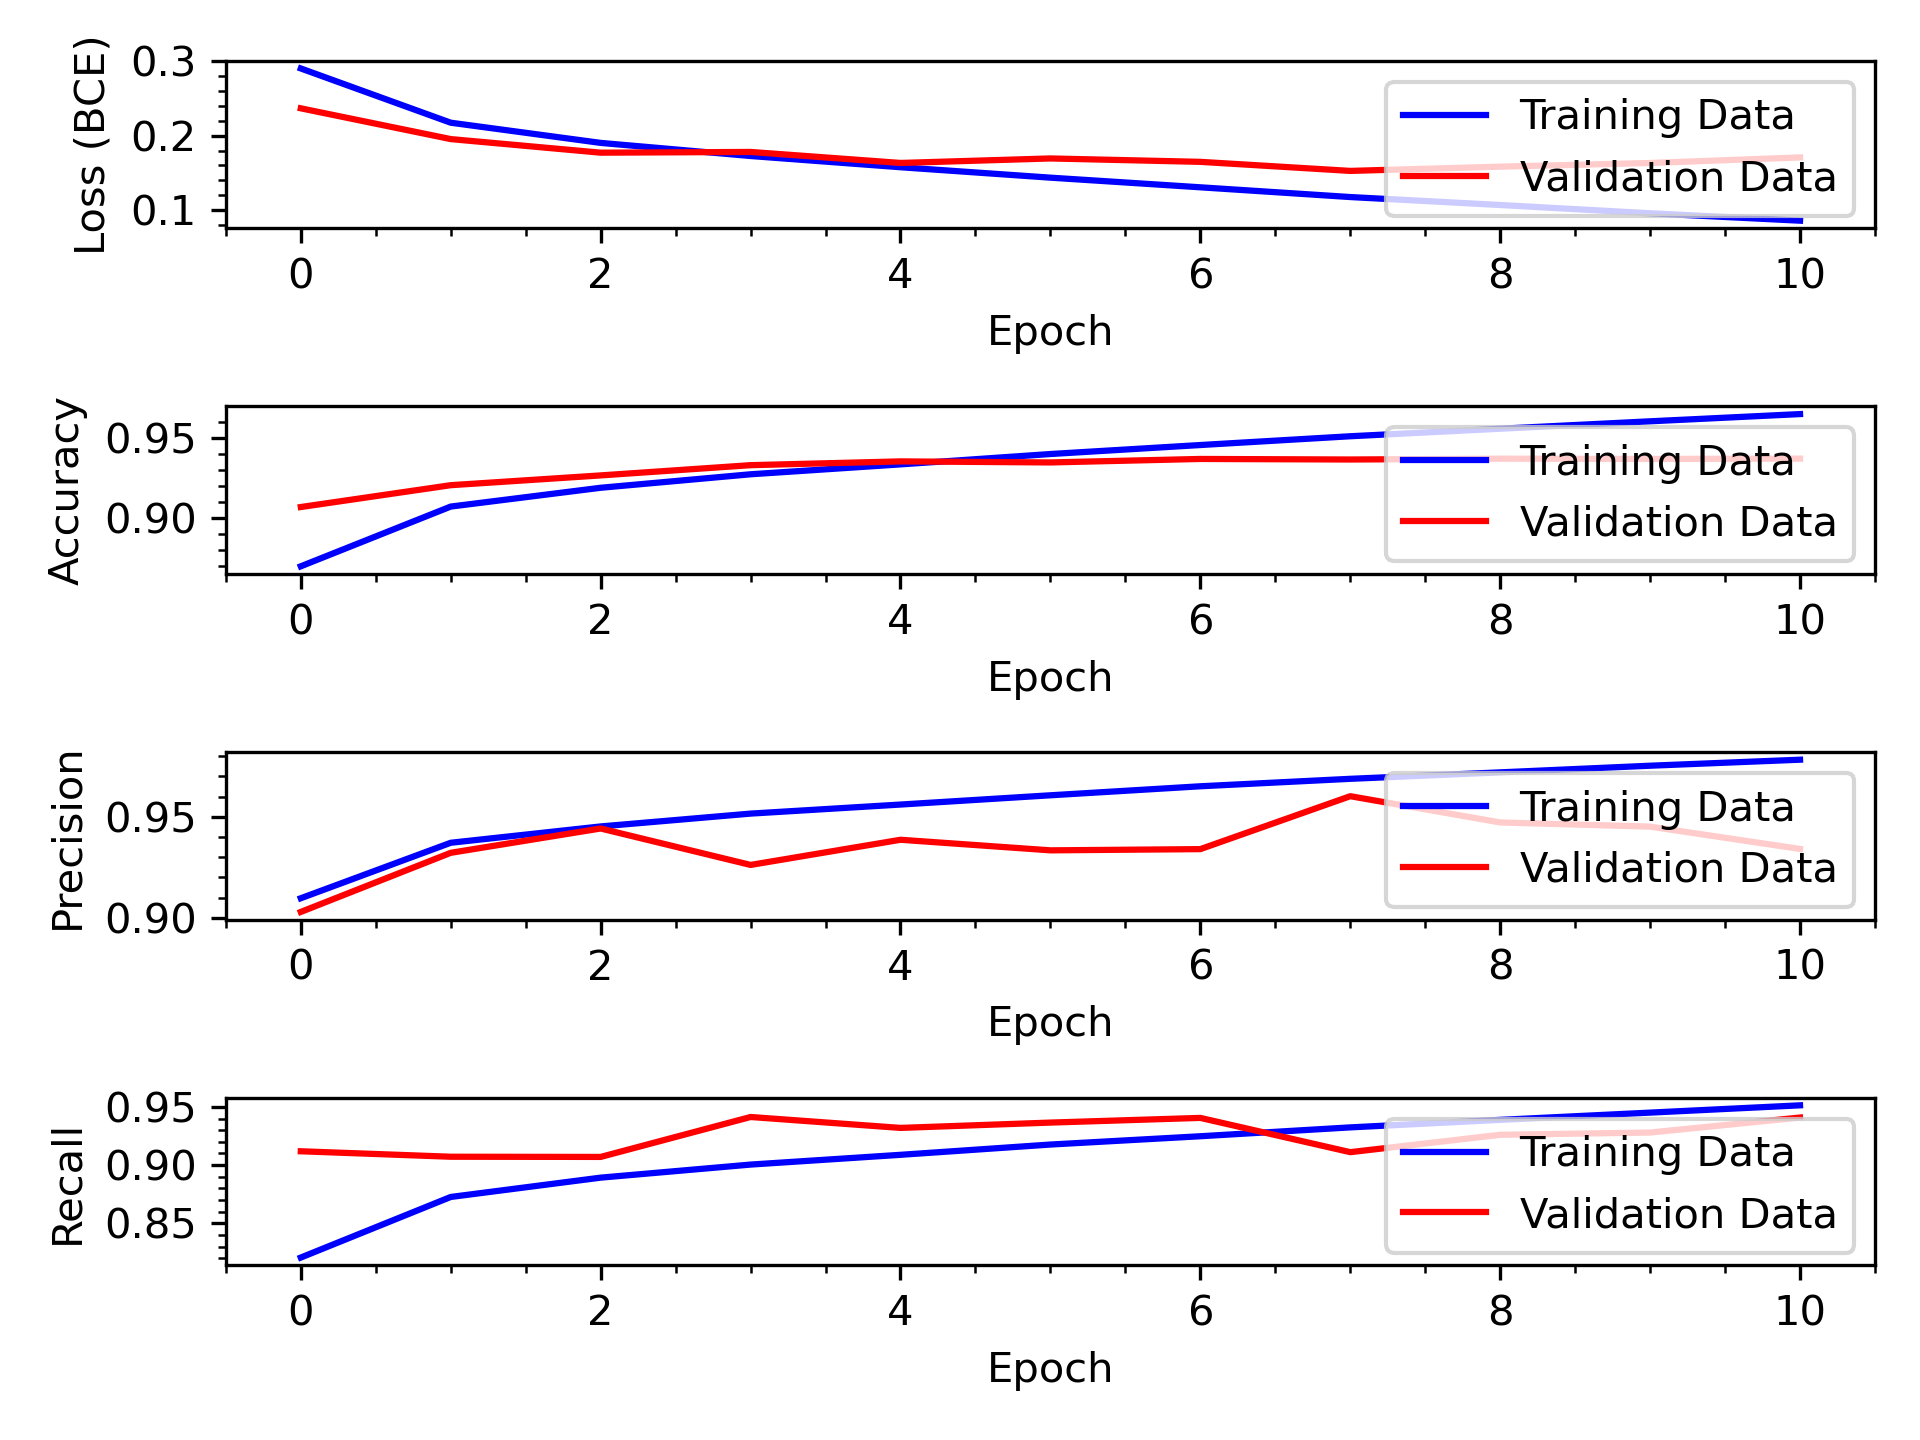 Loss (BCE)
0.3
0.2
0.1
Training Data
Validation Data
0 2 4 6 8 10
Epoch
Accuracy
0.95
0.90
Training Data
Validation Data
0 2 4 6 8 10
Epoch
Precision
0.95
0.90
Training Data
Validation Data
0 2 4 6 8 10
Epoch
Recall
0.95
0.90
0.85
Training Data
Validation Data
0 2 4 6 8 10
Epoch